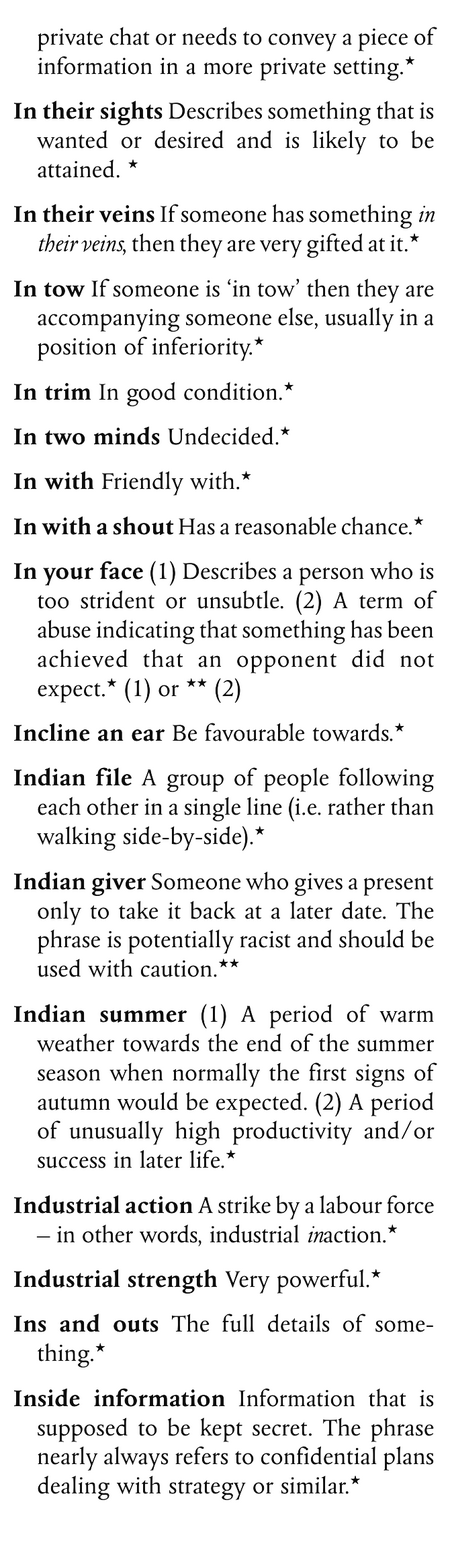 private chat or needs to convey a piece of
information in a more private setting.★
In their sights Describes something that is
wanted or desired and is likely to be
attained. ★
In their veins If someone has something in
their veins, then they are very gifted at it.★
In tow If someone is ‘in tow’ then they are
accompanying someone else, usually in a
position of inferiority.★
In trim In good condition.★
In two minds Undecided.★
In with Friendly with.★
In with a shout Has a reasonable chance.★
In your face (1) Describes a person who is
too strident or unsubtle. (2) A term of
abuse indicating that something has been
achieved that an opponent did not
expect.★ (1) or ★★ (2)
Incline an ear Be favourable towards.★
Indian file A group of people following
each other in a single line (i.e. rather than
walking side-by-side).★
Indian giver Someone who gives a present
only to take it back at a later date. The
phrase is potentially racist and should be
used with caution.★★
Indian summer (1) A period of warm
weather towards the end of the summer
season when normally the first signs of
autumn would be expected. (2) A period
of unusually high productivity and/or
success in later life.★
Industrial action A strike by a labour force
– in other words, industrial inaction.★
Industrial strength Very powerful.★
Ins and outs The full details of some-
thing.★
Inside information Information that is
supposed to be kept secret. The phrase
nearly always refers to confidential plans
dealing with strategy or similar.★